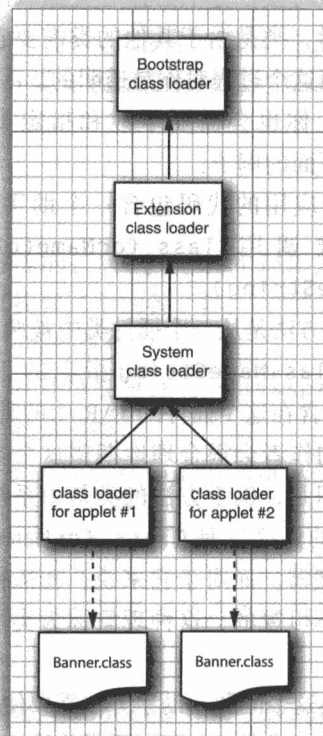 Bootstrap
class loader
Extension
class loader
System
class loader
class loader
for applet #1
class loader
for applet #2
Banner.class
Banner.class